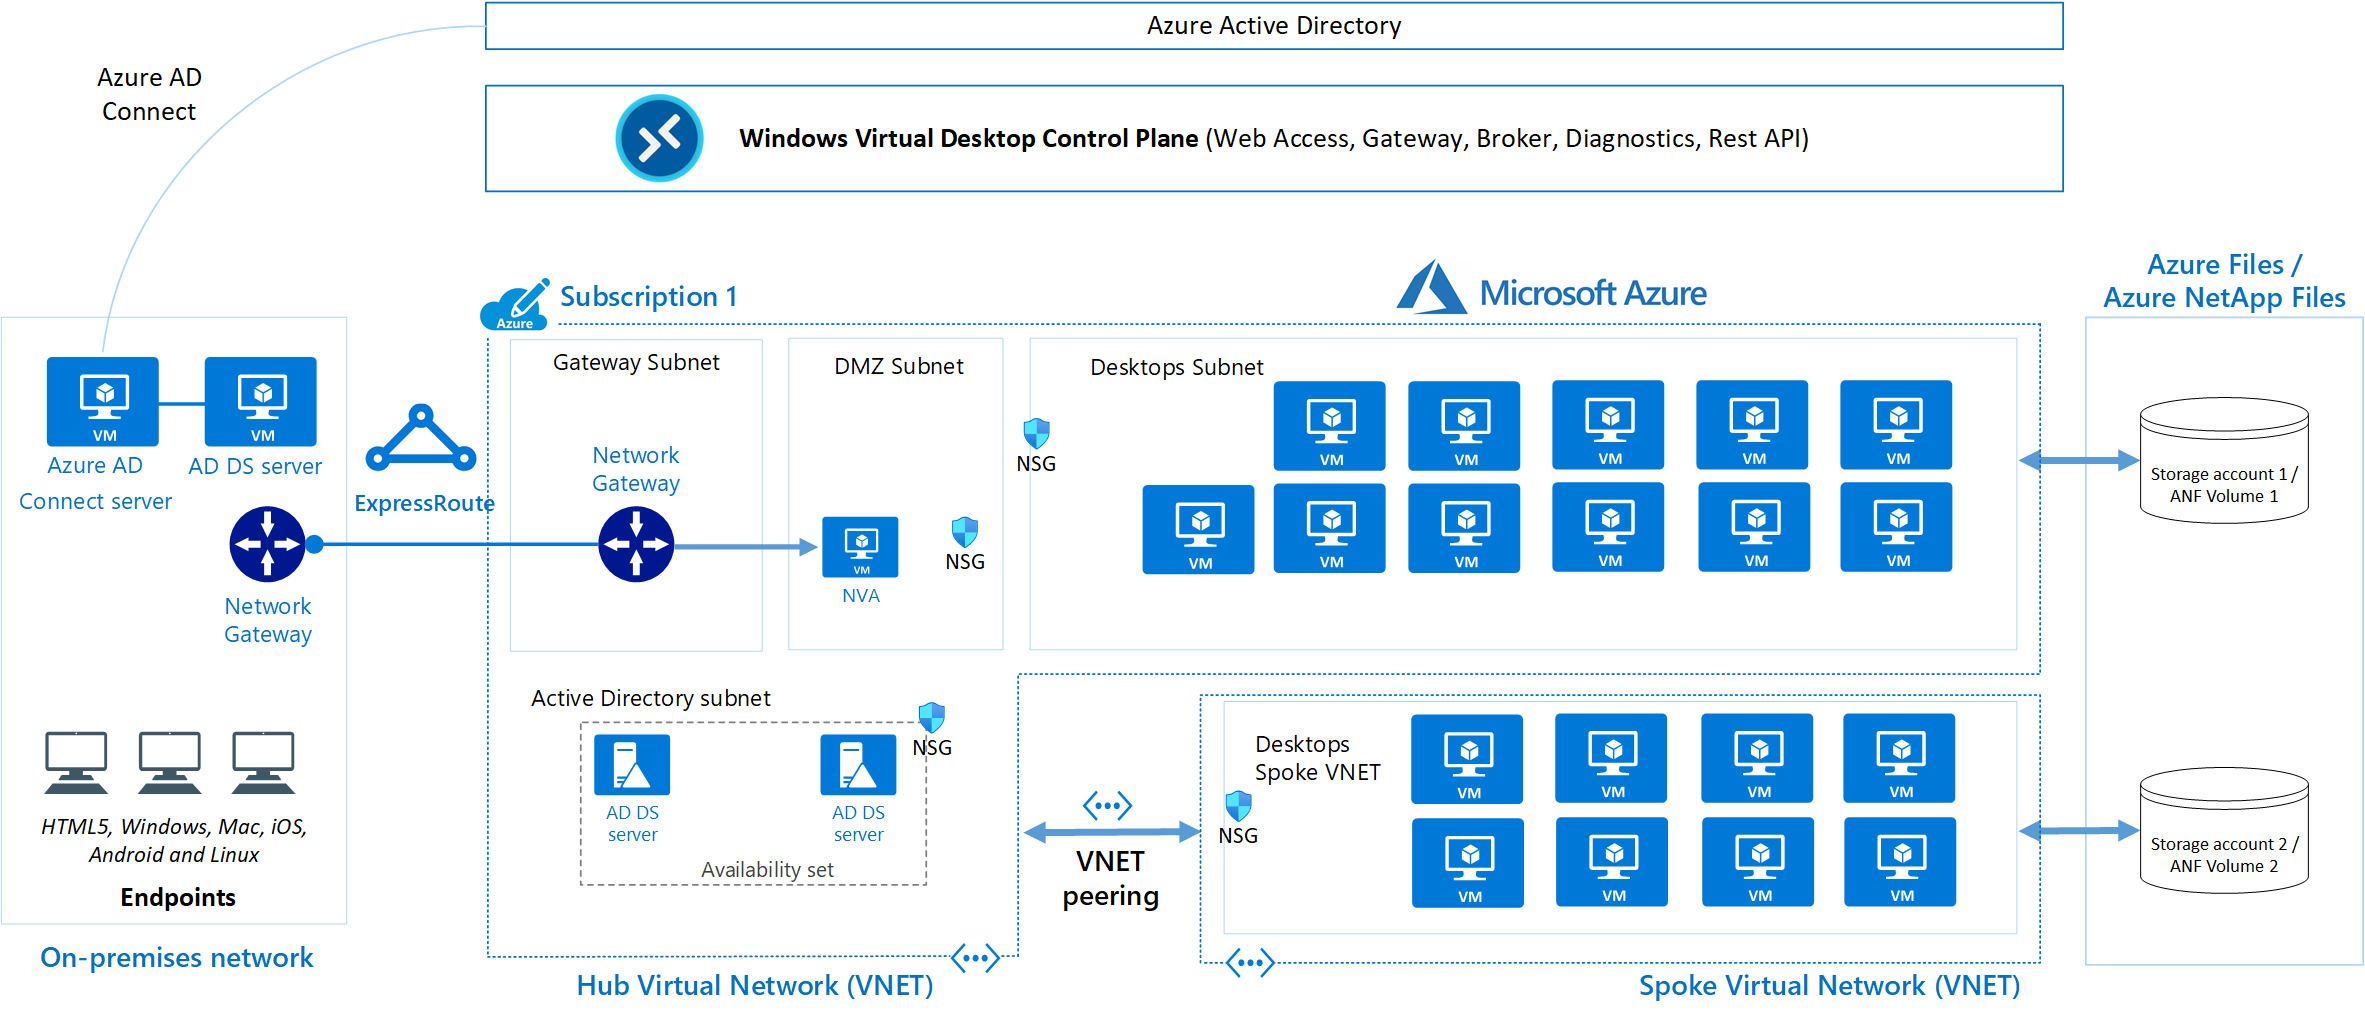 Azure Active Directory
Azure AD
Connect
Windows Virtual Desktop Control Plane (Web Access, Gateway, Broker, Diagnostics, Rest API)
Azure
Subscription 1
Microsoft Azure
Azure Files /
Azure NetApp Files
VM
Azure AD
Connect server
VM
AD DS server
ExpressRoute
Network
Gateway
HTML5, Windows, Mac, iOS,
Android and Linux
Endpoints
On-premises network
Gateway Subnet
Network
Gateway
DMZ Subnet
VM
NVA
NSG
NSG
Desktops Subnet
VM
VM
VM
VM
VM
VM
VM
VM
VM
VM
VM
Storage account 1 /
ANF Volume 1
Active Directory subnet
NSG
AD DS
server
AD DS
server
Availability set
Hub Virtual Network (VNET)
VNET
peering
Desktops
Spoke VNET
NSG
VM
VM
VM
VM
VM
VM
VM
VM
Spoke Virtual Network (VNET)
Storage account 2 /
ANF Volume 2